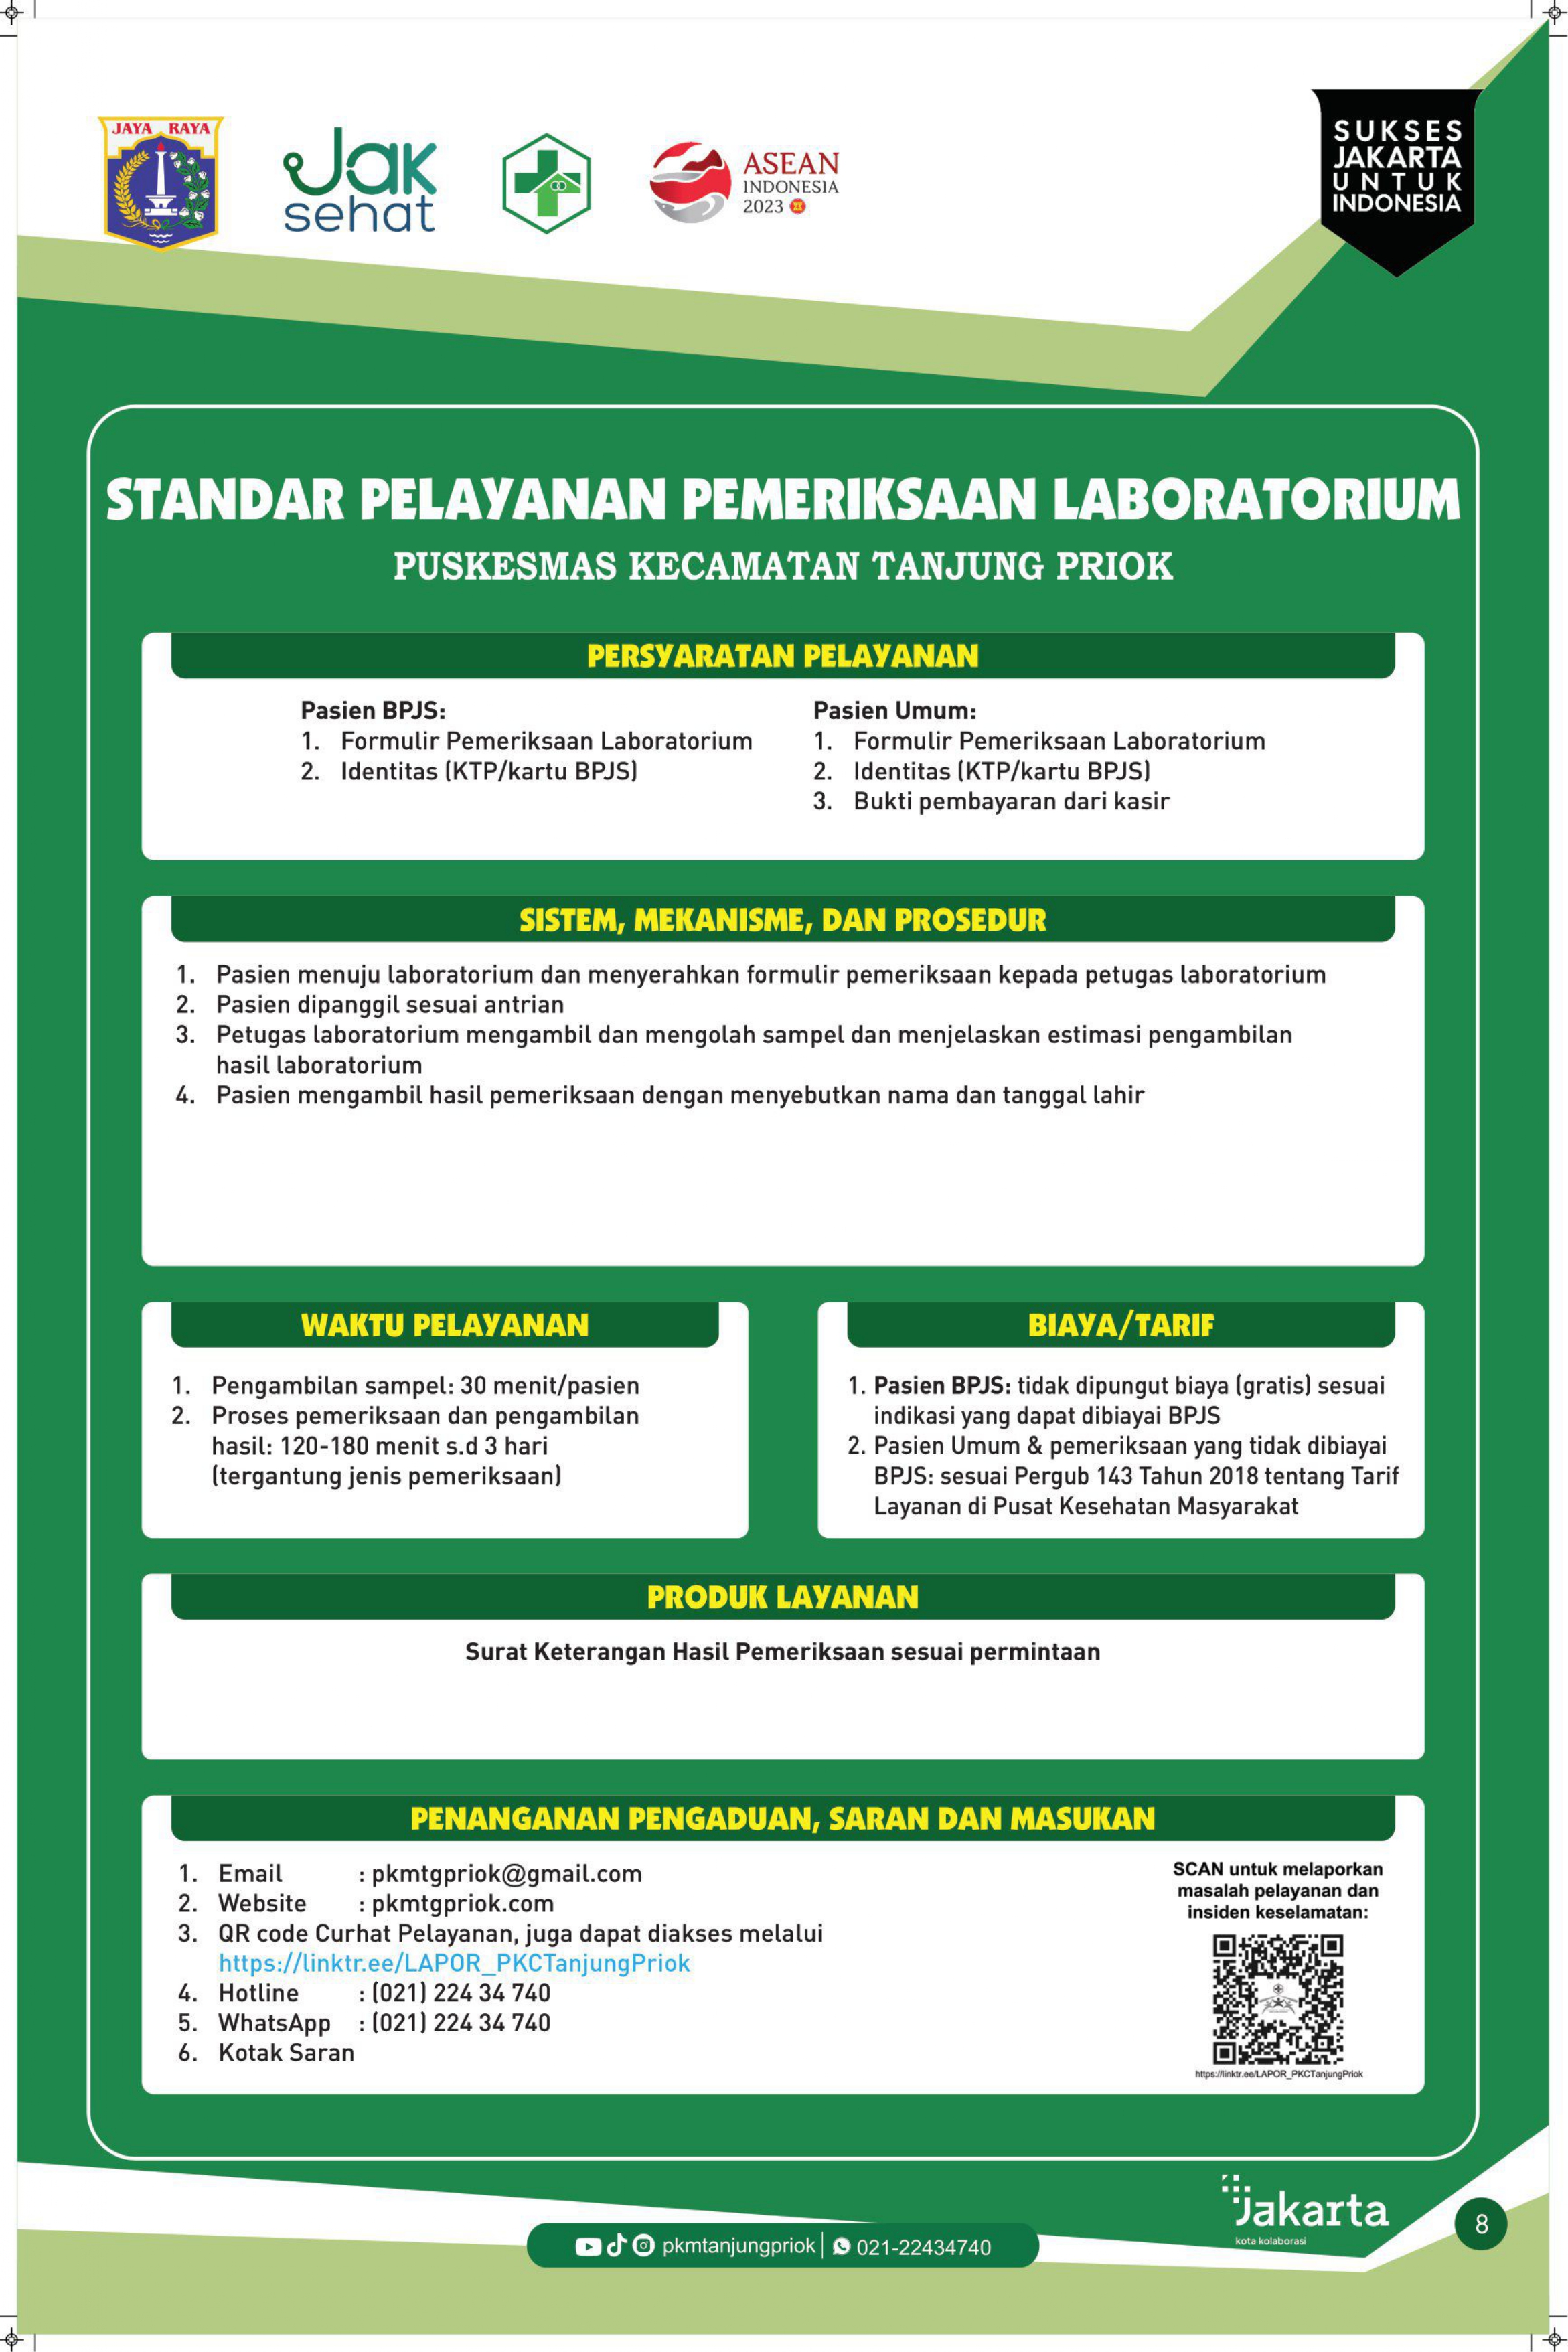 JAYA RAYA
Jak
sehat
ASEAN
INDONESIA
2023
SUKSES
JAKARTA
UNTUK
INDONESIA
STANDAR PELAYANAN PEMERIKSAAN LABORATORIUM
PUSKESMAS KECAMATAN TANJUNG PRIOK
PERSYARATAN PELAYANAN
Pasien BPJS:
1. Formulir Pemeriksaan Laboratorium
2. Identitas (KTP/kartu BPJS)
Pasien Umum:
1. Formulir Pemeriksaan Laboratorium
2. Identitas (KTP/kartu BPJS)
3. Bukti pembayaran dari kasir
SISTEM, MEKANISME, DAN PROSEDUR
1. Pasien menuju laboratorium dan menyerahkan formulir pemeriksaan kepada petugas laboratorium
2. Pasien dipanggil sesuai antrian
3. Petugas laboratorium mengambil dan mengolah sampel dan menjelaskan estimasi pengambilan
hasil laboratorium
4. Pasien mengambil hasil pemeriksaan dengan menyebutkan nama dan tanggal lahir
WAKTU PELAYANAN
1. Pengambilan sampel: 30 menit/pasien
2. Proses pemeriksaan dan pengambilan
hasil: 120-180 menit s.d 3 hari
(tergantung jenis pemeriksaan)
BIAYA/TARIF
1. Pasien BPJS: tidak dipungut biaya (gratis) sesuai
indikasi yang dapat dibiayai BPJS
2. Pasien Umum & pemeriksaan yang tidak dibiayai
BPJS: sesuai Pergub 143 Tahun 2018 tentang Tarif
Layanan di Pusat Kesehatan Masyarakat
PRODUK LAYANAN
Surat Keterangan Hasil Pemeriksaan sesuai permintaan
PENANGANAN PENGADUAN, SARAN DAN MASUKAN
1. Email : pkmtgpriok@gmail.com
2. Website : pkmtgpriok.com
3. QR code Curhat Pelayanan, juga dapat diakses melalui
https://linktr.ee/LAPOR_PKCTanjungPriok
4. Hotline : (021) 224 34 740
5. WhatsApp : (021) 224 34 740
6. Kotak Saran
SCAN untuk melaporkan
masalah pelayanan dan
insiden keselamatan:
https://linktr.ee/LAPOR_PKCTanjungPriok
Jakarta
kota kolaborasi
8
pkmtanjungpriok | 021-22434740